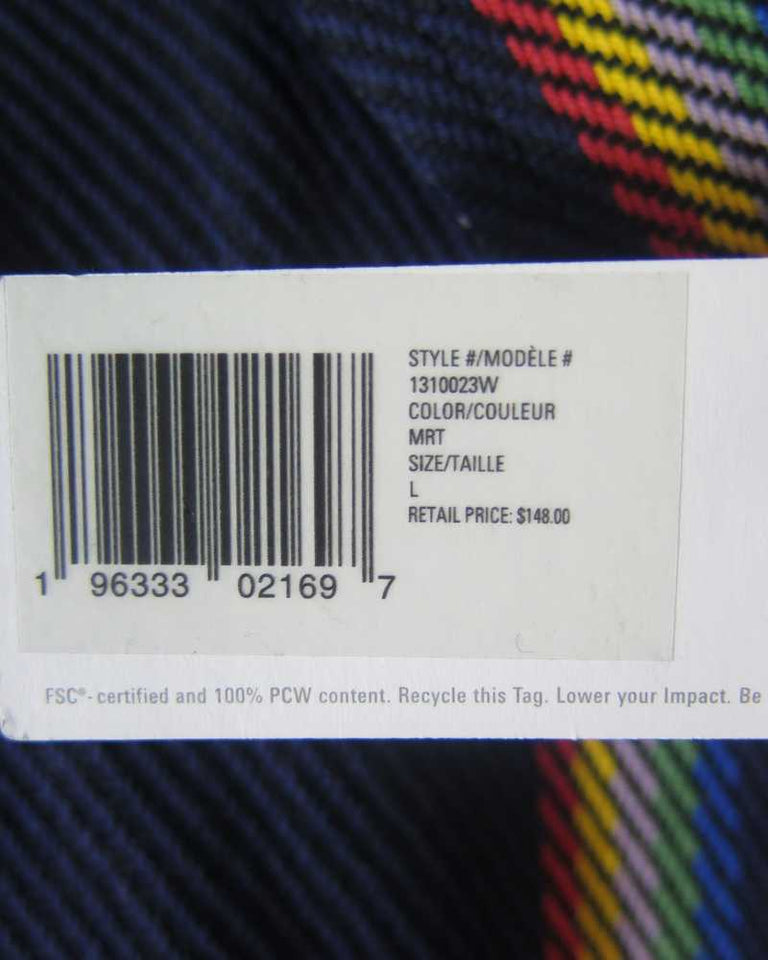 STYLE #/MODÈLE #
1310023W
COLOR/COULEUR
MRT
SIZE/TAILLE
L
RETAIL PRICE: $148.00
1 96333 02169 7
FSC®- certified and 100% PCW content. Recycle this Tag. Lower your Impact. Be